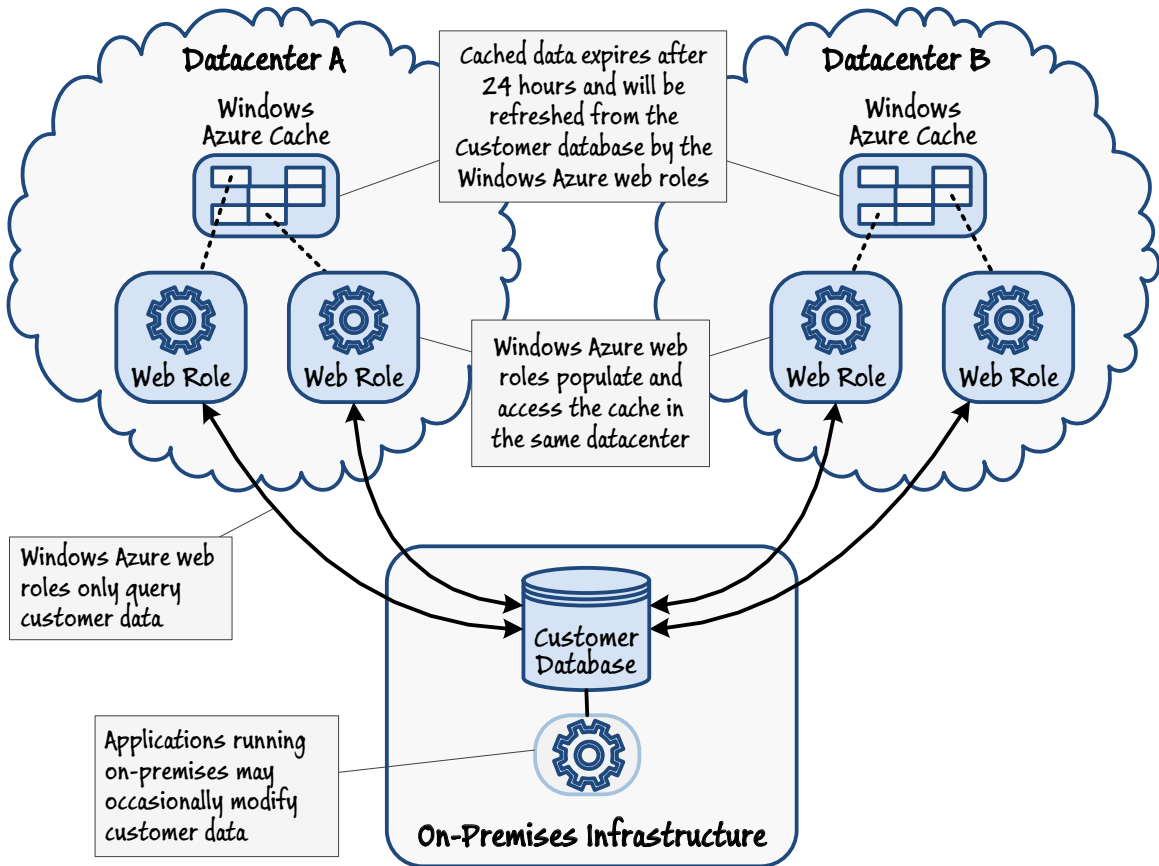 Datacenter A
Windows
Azure Cache
Web Role
Web Role
Cached data expires after
24 hours and will be
refreshed from the
Customer database by the
Windows Azure web roles
Datacenter B
Windows
Azure Cache
Web Role
Web Role
Windows Azure web
roles populate and
access the cache in
the same datacenter
Windows Azure web
roles only query
customer data
Customer
Database
Applications running
on-premises may
occasionally modify
customer data
On-Premises Infrastructure